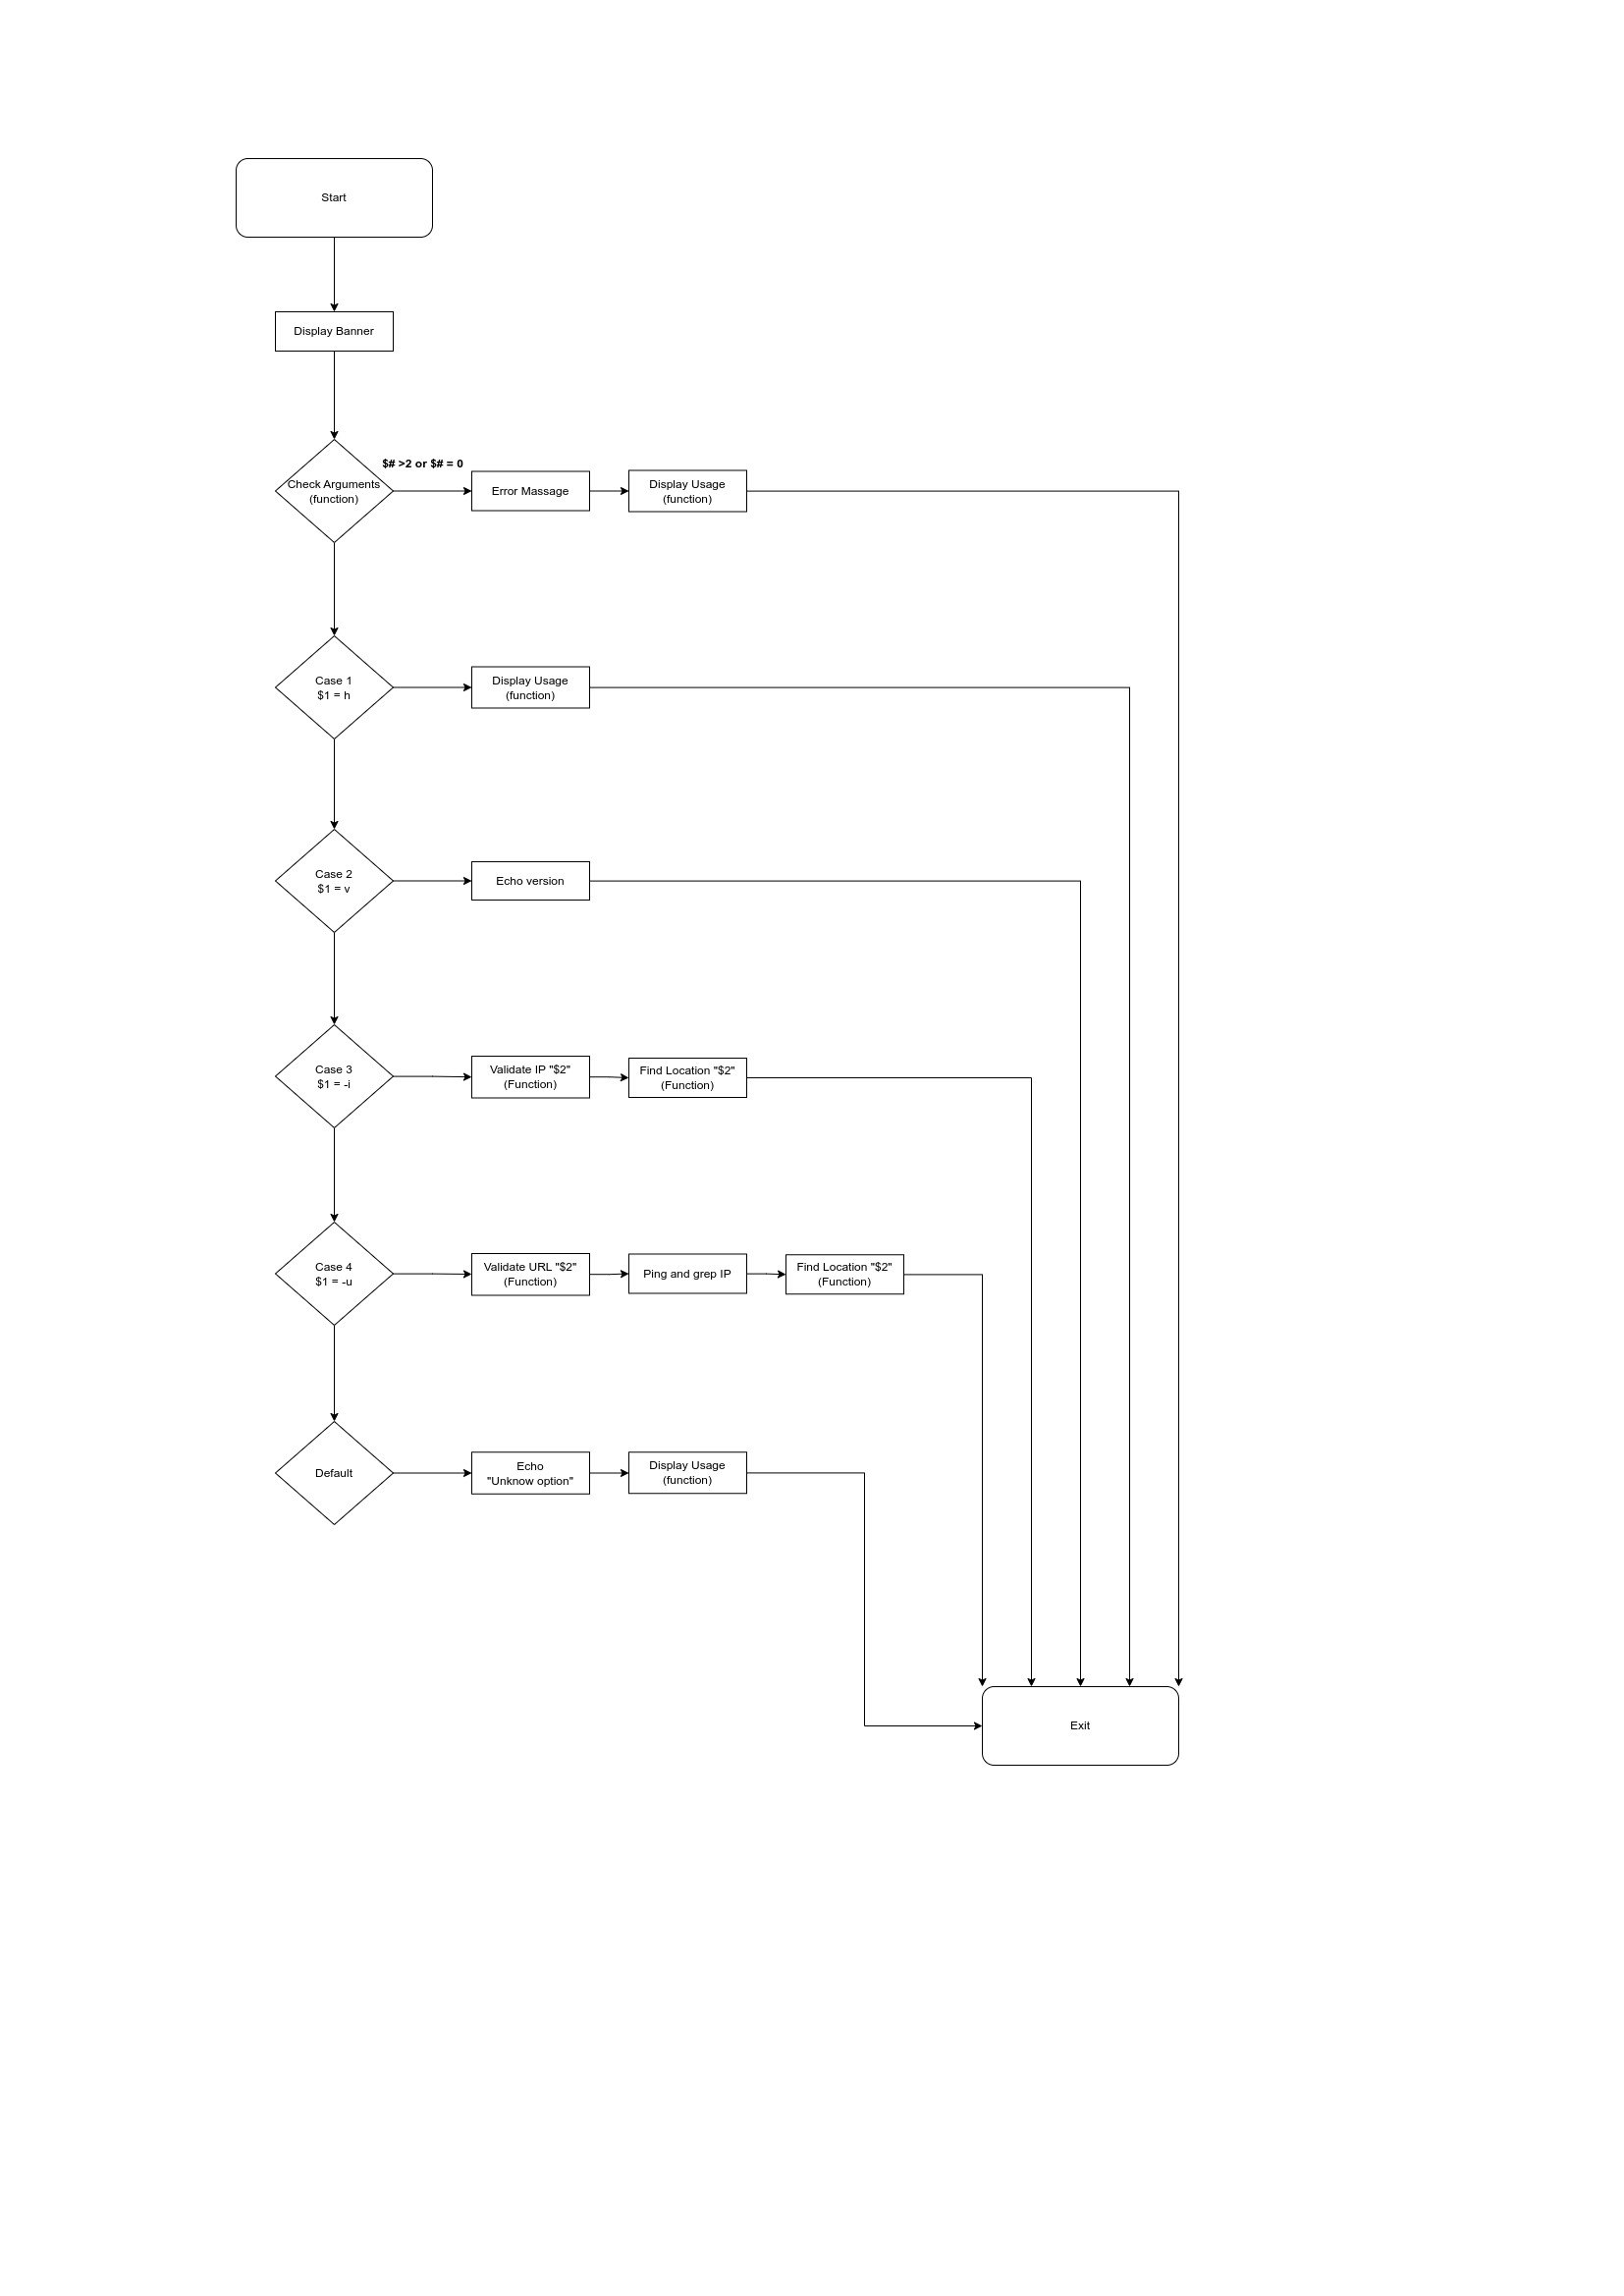 Start
Display Banner
$# >2 or $# = 0
Check Arguments
(function)
Error Massage
Display Usage
(function)
Case 1
$1 = h
Display Usage
(function)
Case 2
$1 = v
Echo version
Case 3
$1 = -i
Validate IP "$2"
(Function)
Find Location "$2"
(Function)
Case 4
$1 = -u
Validate URL "$2"
(Function)
Ping and grep IP
Find Location "$2"
(Function)
Default
Echo
"Unknow option"
Display Usage
(function)
Exit